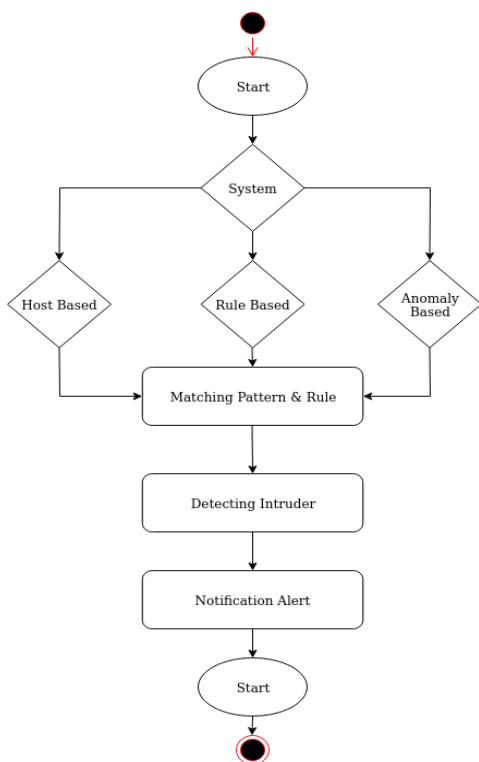 Start
System
Host Based
Rule Based
Anomaly
Based
Matching Pattern & Rule
Detecting Intruder
Notification Alert
Start